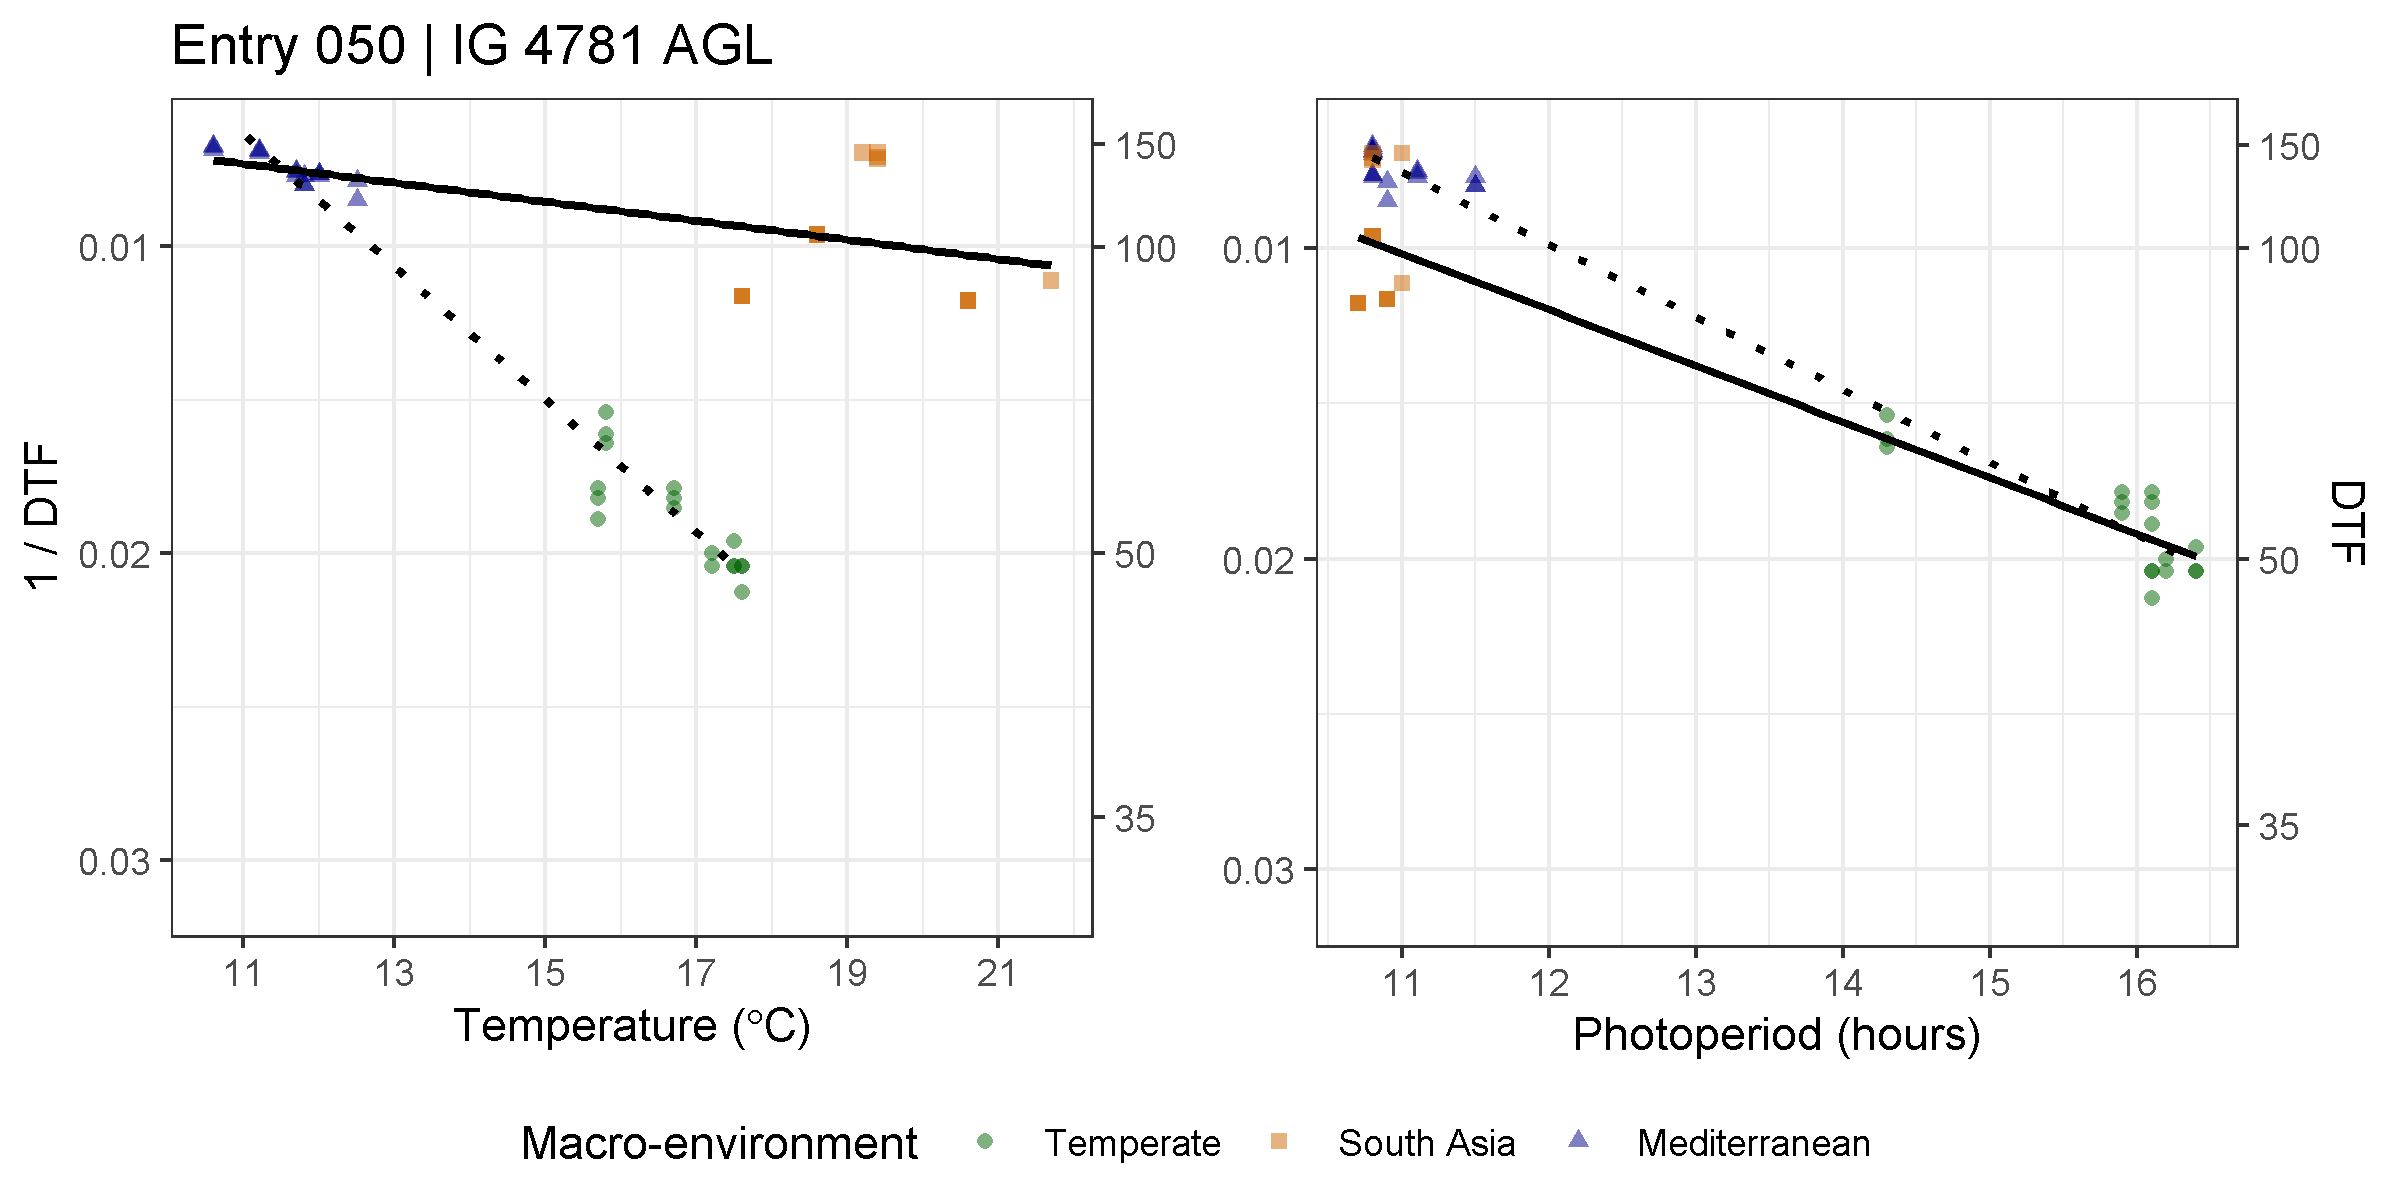 Entry 050 | IG 4781 AGL
1 / DTF
0.01
0.02
0.03
150
100
50
35
11 13 15 17 19 21
Temperature (°C)
0.01
0.02
0.03
150
100
50
35
DTF
11 12 13 14 15 16
Photoperiod (hours)
Macro-environment Temperate South Asia Mediterranean